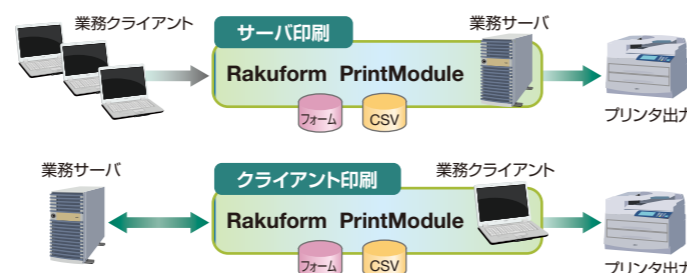 業務クライアント
サーバ印刷
業務サーバ
Rakuform PrintModule
フォーム
CSV
プリンタ出力
業務サーバ
クライアント印刷
業務クライアント
Rakuform PrintModule
フォーム
CSV
プリンタ出力